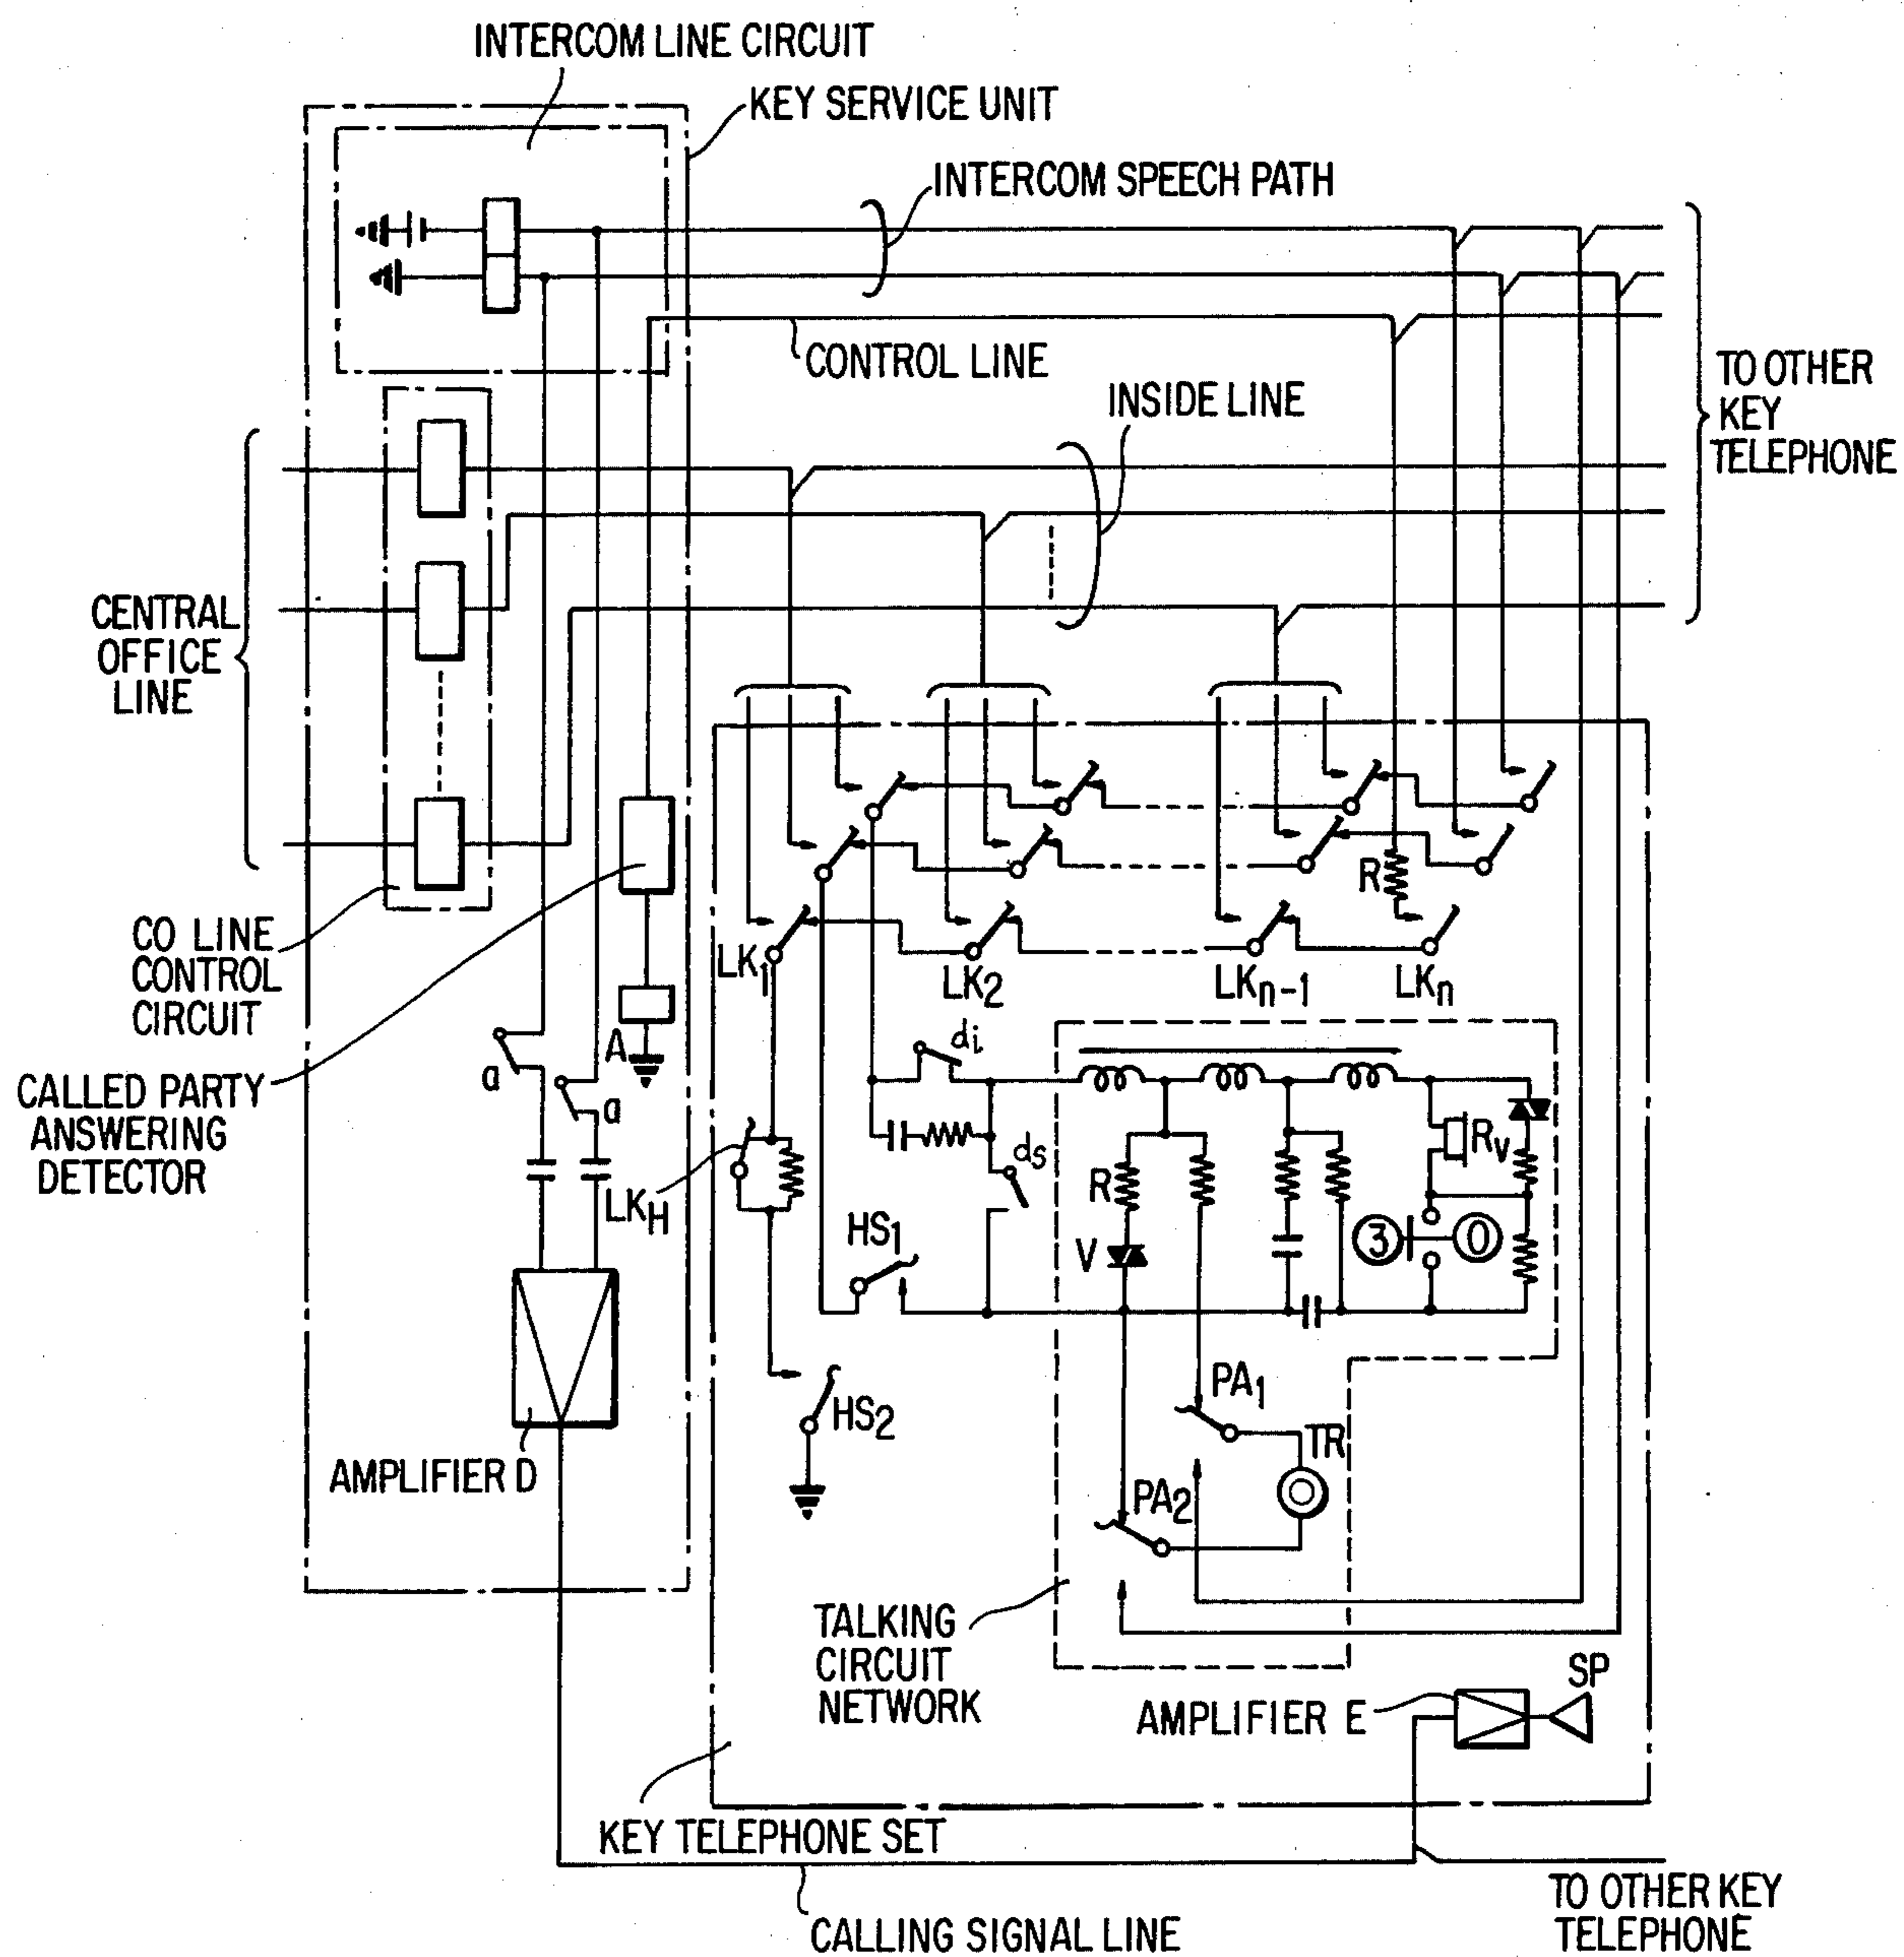 INTERCOM LINE CIRCUIT
KEY SERVICE UNIT
INTERCOM SPEECH PATH
CONTROL LINE
INSIDE LINE
TO OTHER
KEY
TELEPHONE
CENTRAL
OFFICE
LINE
CO LINE
CONTROL
CIRCUIT
R
LK1
LK2
LKn-1
LKn
A
a
a
CALLED PARTY
ANSWERING
DETECTOR
di
ds
LKH
HS1
R
V
RV
3
0
HS2
PA1
TR
PA2
AMPLIFIER D
TALKING
CIRCUIT
NETWORK
SP
AMPLIFIER E
KEY TELEPHONE SET
CALLING SIGNAL LINE
TO OTHER KEY
TELEPHONE